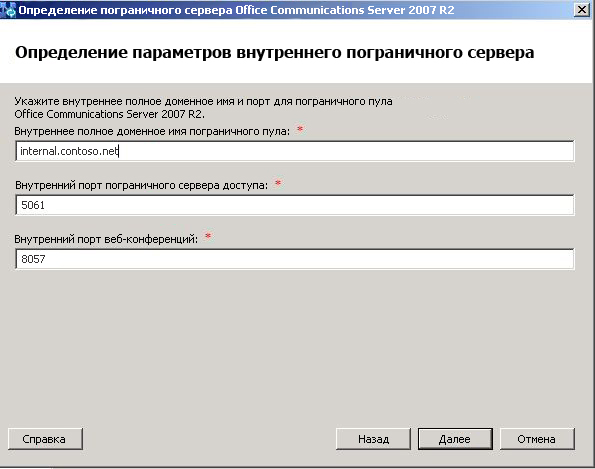 Определение пограничного сервера Office Communications Server 2007 R2
Определение параметров внутреннего пограничного сервера
Укажите внутреннее полное доменное имя и порт для пограничного пула
Office Communications Server 2007 R2.
Внутреннее полное доменное имя пограничного пула: *
internal.contoso.net
Внутренний порт пограничного сервера доступа: *
5061
Внутренний порт веб-конференций: *
8057
Справка
Назад
Далее
Отмена